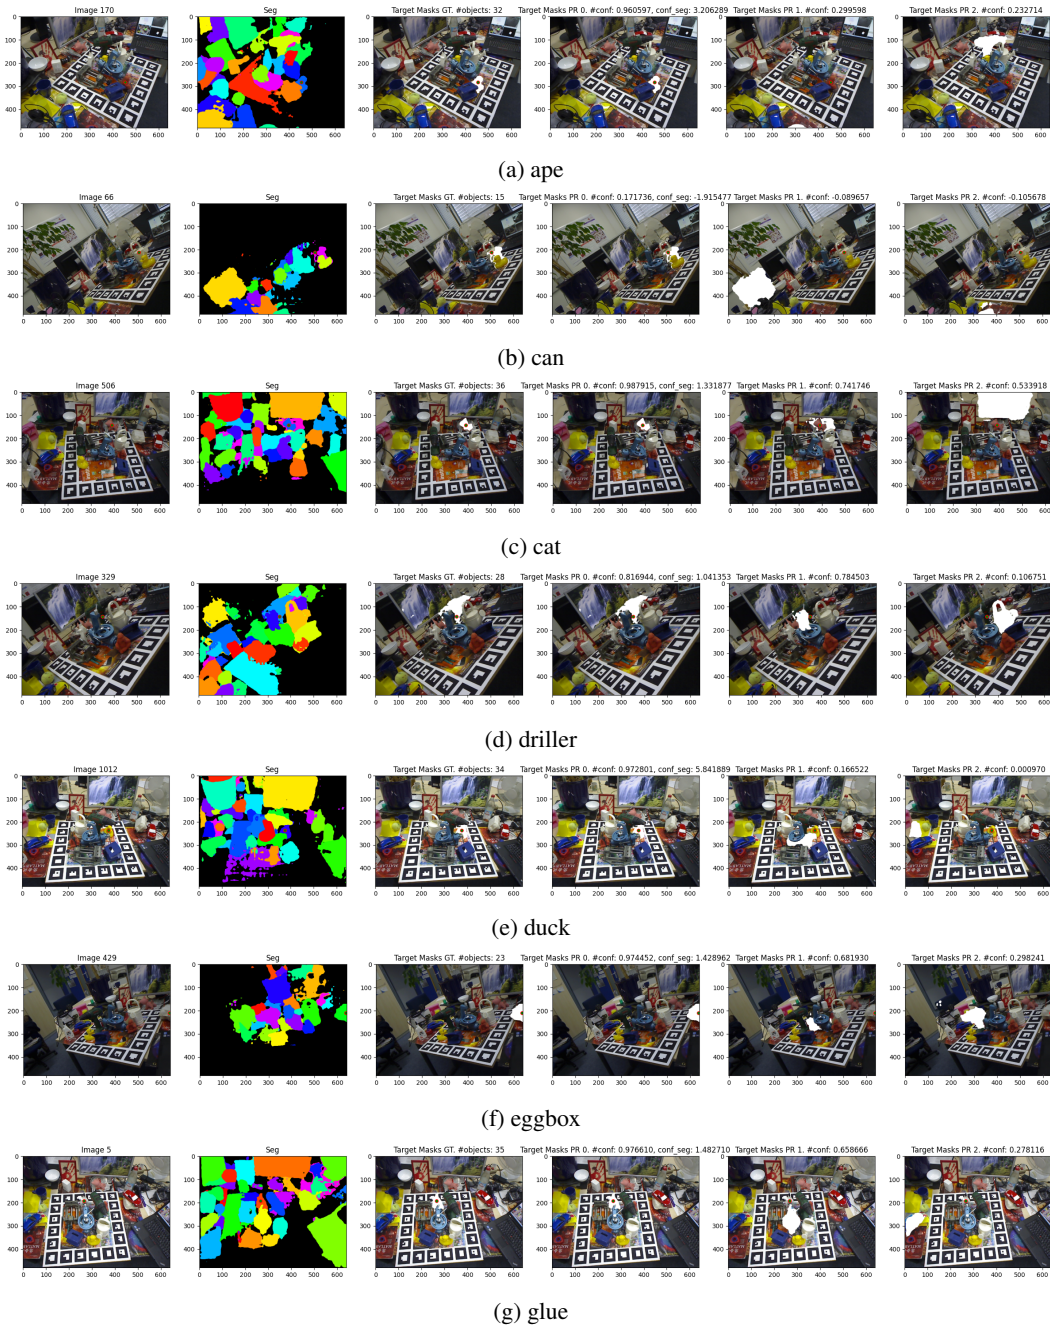 Image 170 Seg Target Masks GT. #objects: 32 Target Masks PR 0. #conf: 0.960597, conf_seg: 3.206289 Target Masks PR 1. #conf: 0.299598 Target Masks PR 2. #conf: 0.232714
(a) ape
Image 66 Seg Target Masks GT. #objects: 15 Target Masks PR 0. #conf: 0.171736, conf_seg: -1.915477 Target Masks PR 1. #conf: -0.089657 Target Masks PR 2. #conf: -0.105678
(b) can
Image 506 Seg Target Masks GT. #objects: 36 Target Masks PR 0. #conf: 0.987915, conf_seg: 1.331877 Target Masks PR 1. #conf: 0.741746 Target Masks PR 2. #conf: 0.533918
(c) cat
Image 329 Seg Target Masks GT. #objects: 28 Target Masks PR 0. #conf: 0.816944, conf_seg: 1.041353 Target Masks PR 1. #conf: 0.784503 Target Masks PR 2. #conf: 0.106751
(d) driller
Image 1012 Seg Target Masks GT. #objects: 34 Target Masks PR 0. #conf: 0.972801, conf_seg: 5.841889 Target Masks PR 1. #conf: 0.166522 Target Masks PR 2. #conf: 0.000970
(e) duck
Image 429 Seg Target Masks GT. #objects: 23 Target Masks PR 0. #conf: 0.974452, conf_seg: 1.428962 Target Masks PR 1. #conf: 0.681930 Target Masks PR 2. #conf: 0.298241
(f) eggbox
Image 5 Seg Target Masks GT. #objects: 35 Target Masks PR 0. #conf: 0.976610, conf_seg: 1.482710 Target Masks PR 1. #conf: 0.658666 Target Masks PR 2. #conf: 0.278116
(g) glue